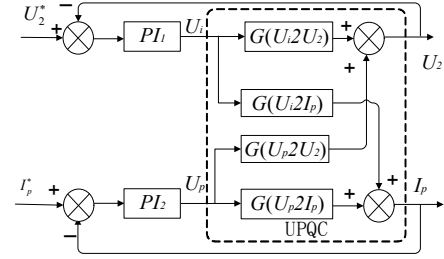 U₂* + − PI₁ Uᵢ G(Uᵢ2U₂) + + U₂
G(Uᵢ2Iₚ)
G(Uₚ2U₂)
Iₚ* + − PI₂ Uₚ G(Uₚ2Iₚ) + + Iₚ
UPQC